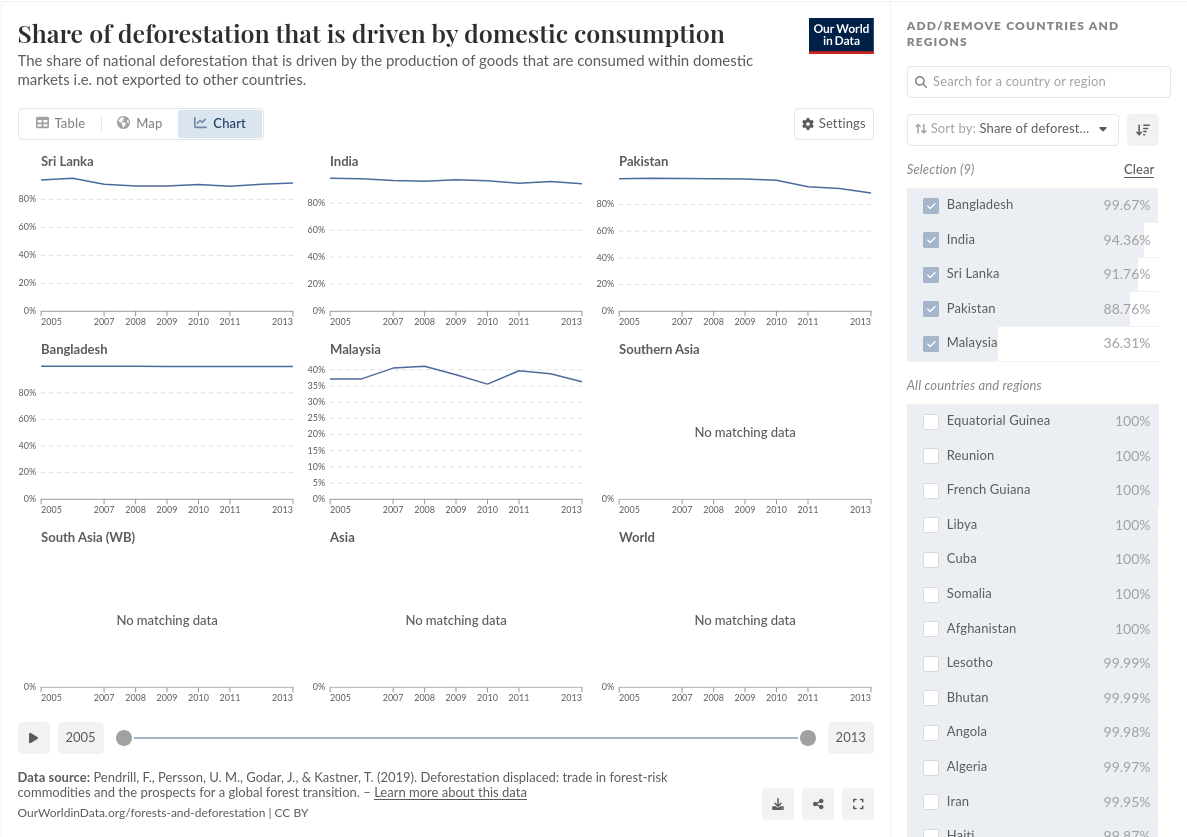 Share of deforestation that is driven by domestic consumption
The share of national deforestation that is driven by the production of goods that are consumed within domestic
markets i.e. not exported to other countries.
Our World
in Data
Table
Map
Chart
Settings
Sri Lanka
80%
60%
40%
20%
0%
2005 2007 2008 2009 2010 2011 2013
India
80%
60%
40%
20%
0%
2005 2007 2008 2009 2010 2011 2013
Pakistan
80%
60%
40%
20%
0%
2005 2007 2008 2009 2010 2011 2013
Bangladesh
80%
60%
40%
20%
0%
2005 2007 2008 2009 2010 2011 2013
Malaysia
40%
35%
30%
25%
20%
15%
10%
5%
0%
2005 2007 2008 2009 2010 2011 2013
Southern Asia
No matching data
0%
2005 2007 2008 2009 2010 2011 2013
South Asia (WB)
No matching data
0%
2005 2007 2008 2009 2010 2011 2013
Asia
No matching data
0%
2005 2007 2008 2009 2010 2011 2013
World
No matching data
0%
2005 2007 2008 2009 2010 2011 2013
2005
2013
Data source: Pendrill, F., Persson, U. M., Godar, J., & Kastner, T. (2019). Deforestation displaced: trade in forest-risk
commodities and the prospects for a global forest transition. – Learn more about this data
OurWorldinData.org/forests-and-deforestation | CC BY
ADD/REMOVE COUNTRIES AND
REGIONS
Search for a country or region
Sort by: Share of deforest...
Selection (9)
Clear
Bangladesh 99.67%
India 94.36%
Sri Lanka 91.76%
Pakistan 88.76%
Malaysia 36.31%
All countries and regions
Equatorial Guinea 100%
Reunion 100%
French Guiana 100%
Libya 100%
Cuba 100%
Somalia 100%
Afghanistan 100%
Lesotho 99.99%
Bhutan 99.99%
Angola 99.98%
Algeria 99.97%
Iran 99.95%
Haiti 99.87%